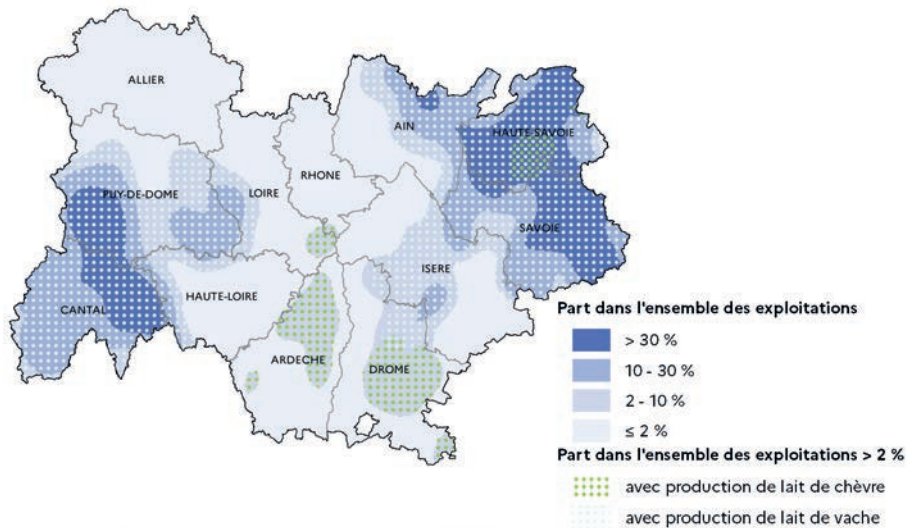 ALLIER
AIN
HAUTE-SAVOIE
PUY-DE-DOME
LOIRE
RHONE
SAVOIE
ISERE
CANTAL
HAUTE-LOIRE
ARDECHE
DROME
Part dans l'ensemble des exploitations
> 30 %
10 - 30 %
2 - 10 %
≤ 2 %
Part dans l'ensemble des exploitations > 2 %
avec production de lait de chèvre
avec production de lait de vache